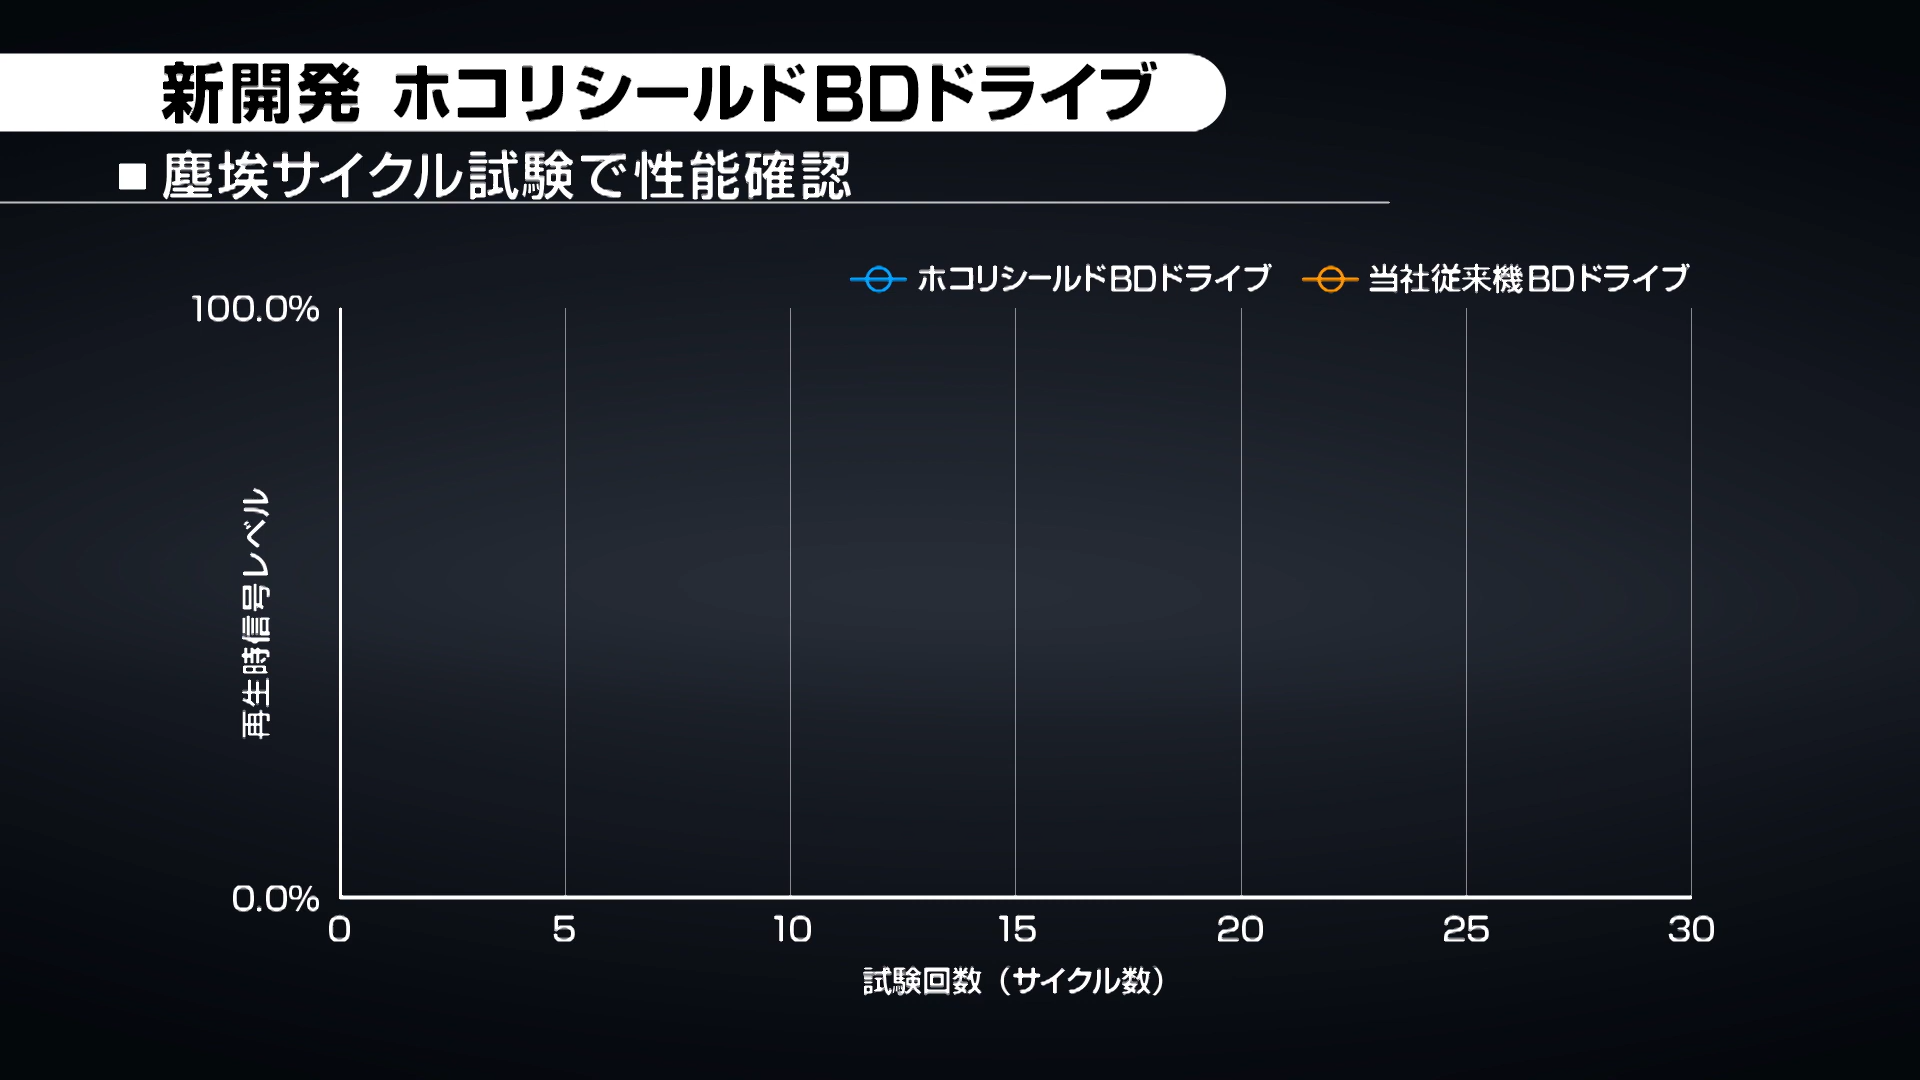 新開発 ホコリシールドBDドライブ
■ 塵埃サイクル試験で性能確認
ホコリシールドBDドライブ 当社従来機BDドライブ
100.0%
再生時信号レベル
0.0%
0 5 10 15 20 25 30
試験回数（サイクル数）